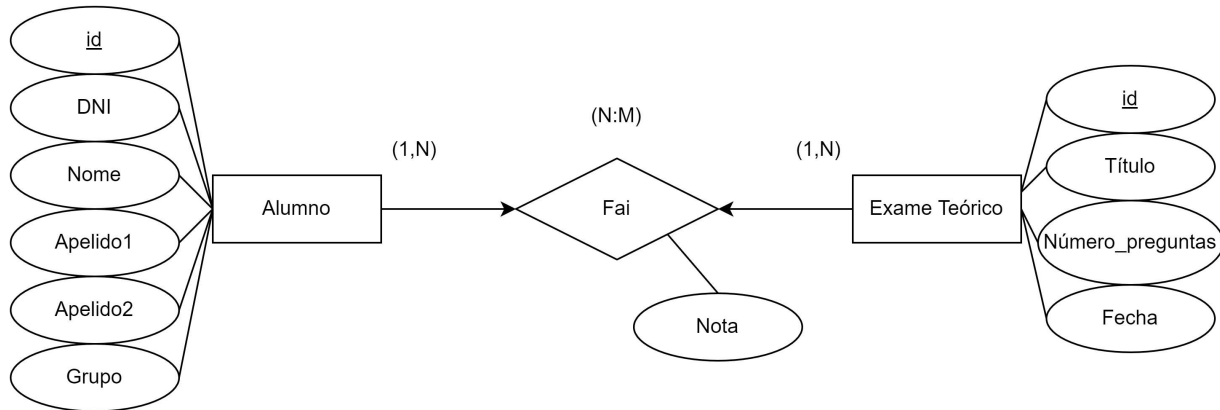 id
DNI
Nome
Apelido1
Apelido2
Grupo
Alumno
(1,N)
(N:M)
Fai
Nota
(1,N)
Exame Teórico
id
Título
Número_preguntas
Fecha